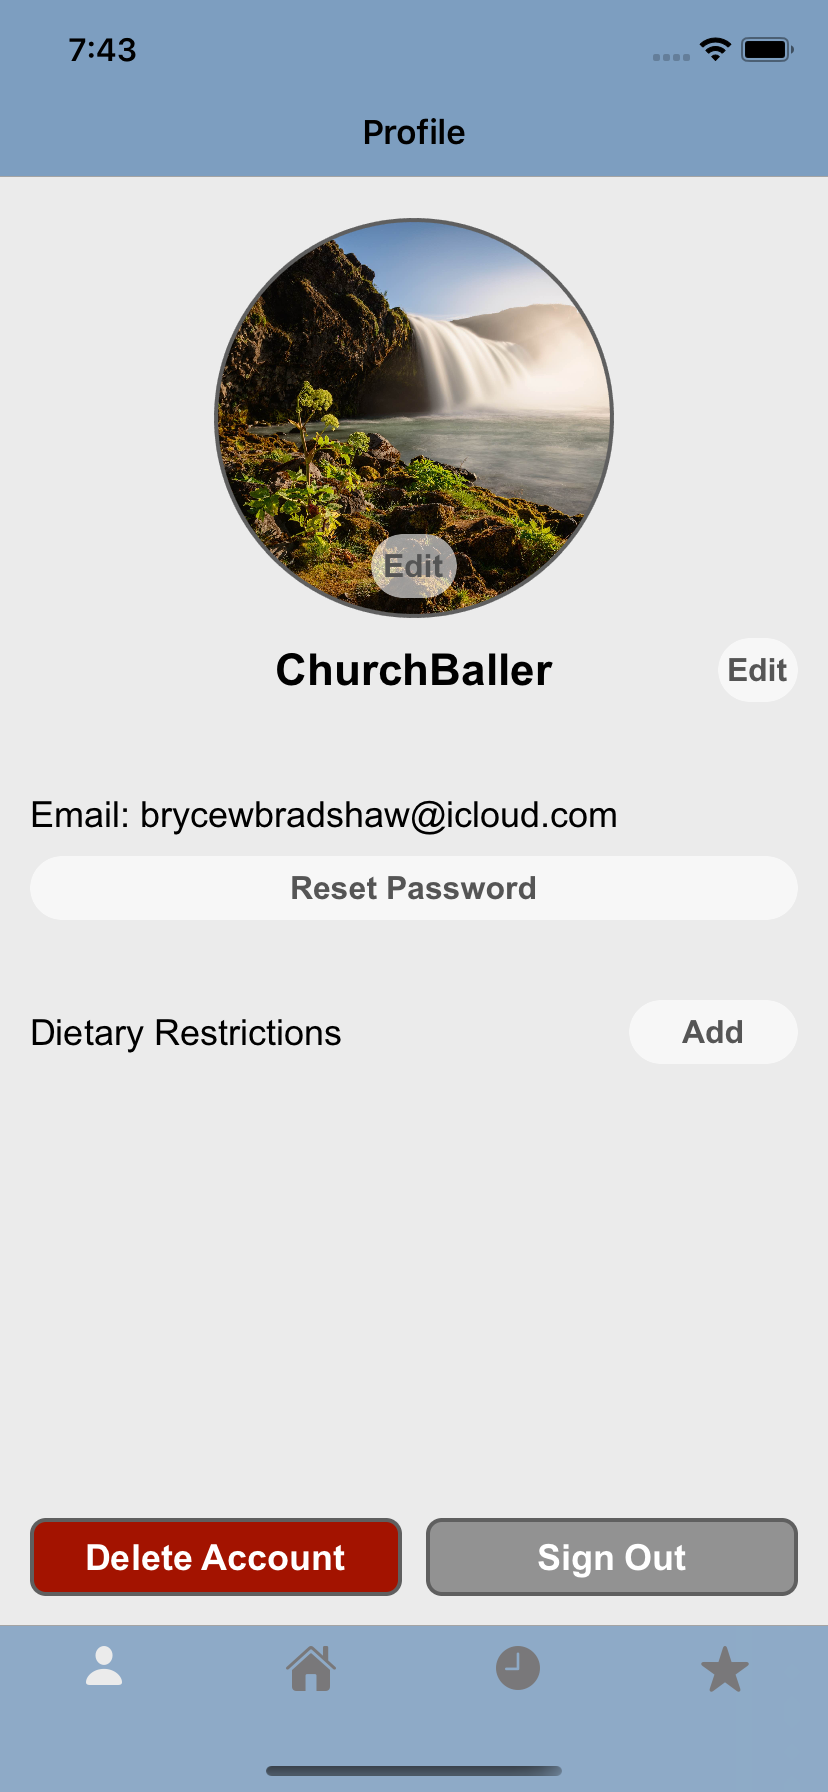 7:43
Profile
Edit
ChurchBaller
Edit
Email: brycewbradshaw@icloud.com
Reset Password
Dietary Restrictions
Add
Delete Account
Sign Out